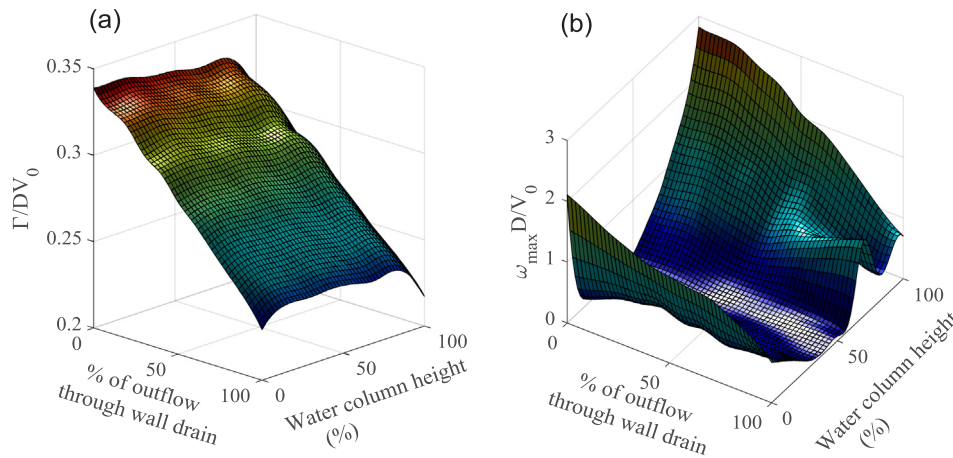 (a)
Γ/DV0
0.35
0.3
0.25
0.2
0
50
100
% of outflow
through wall drain
0
50
100
Water column height
(%)
(b)
ωmaxD/V0
3
2
1
0
0
50
100
% of outflow
through wall drain
0
50
100
Water column height
(%)